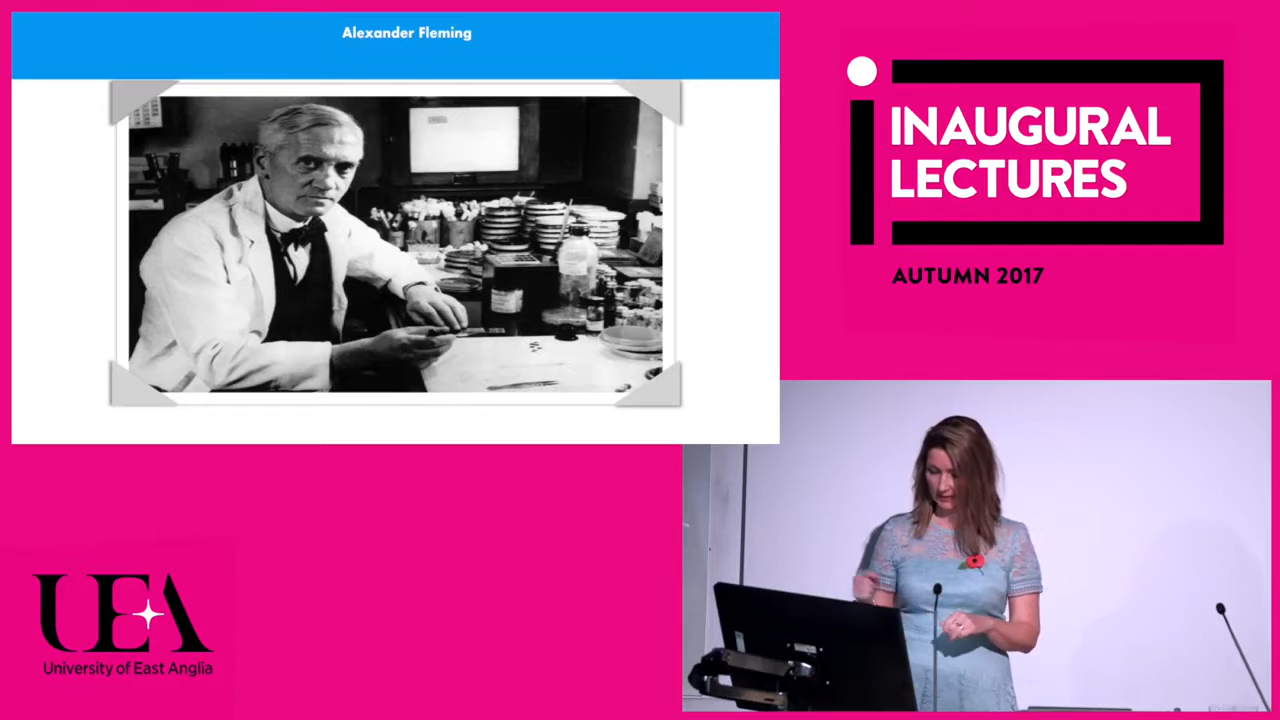 Alexander Fleming
INAUGURAL
LECTURES
AUTUMN 2017
UEA
University of East Anglia